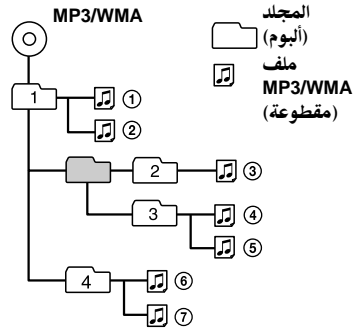 MP3/WMA
المجلد
(ألبوم)
ملف
MP3/WMA
(مقطوعة)
1
①
②
2
③
3
④
⑤
4
⑥
⑦